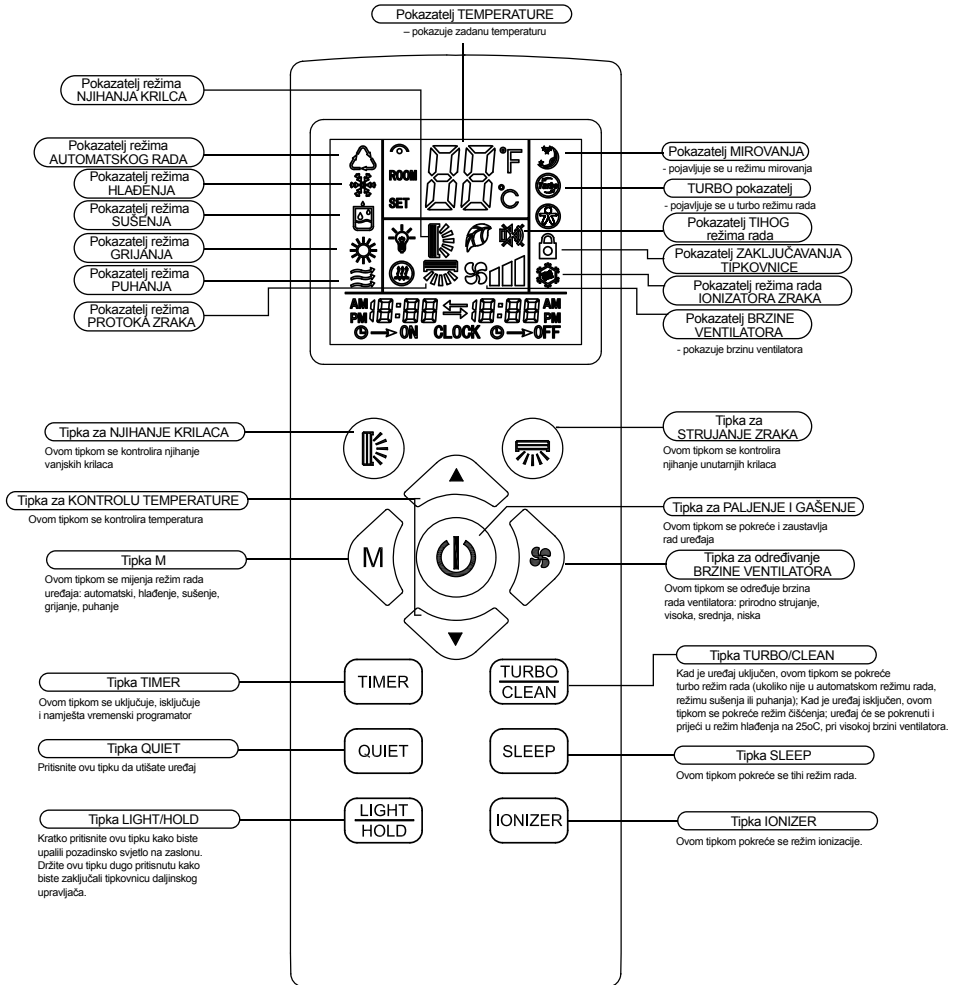 Pokazatelj TEMPERATURE
– pokazuje zadanu temperaturu
Pokazatelj režima
NJIHANJA KRILCA
Pokazatelj režima
AUTOMATSKOG RADA
Pokazatelj režima
HLAĐENJA
Pokazatelj režima
SUŠENJA
Pokazatelj režima
GRIJANJA
Pokazatelj režima
PUHANJA
Pokazatelj režima
PROTOKA ZRAKA
ROOM
SET
88
°F
°C
Turbo
AM
PM
18:88
18:88
AM
PM
ON CLOCK OFF
Pokazatelj MIROVANJA
- pojavljuje se u režimu mirovanja
TURBO pokazatelj
- pojavljuje se u turbo režimu rada
Pokazatelj TIHOG
režima rada
Pokazatelj ZAKLJUČAVANJA
TIPKOVNICE
Pokazatelj režima rada
IONIZATORA ZRAKA
Pokazatelj BRZINE
VENTILATORA
- pokazuje brzinu ventilatora
Tipka za NJIHANJE KRILACA
Ovom tipkom se kontrolira njihanje
vanjskih krilaca
Tipka za
STRUJANJE ZRAKA
Ovom tipkom se kontrolira
njihanje unutarnjih krilaca
Tipka za KONTROLU TEMPERATURE
Ovom tipkom se kontrolira temperatura
Tipka za PALJENJE I GAŠENJE
Ovom tipkom se pokreće i zaustavlja
rad uređaja
Tipka M
Ovom tipkom se mijenja režim rada
uređaja: automatski, hlađenje, sušenje,
grijanje, puhanje
M
Tipka za određivanje
BRZINE VENTILATORA
Ovom tipkom se određuje brzina
rada ventilatora: prirodno strujanje,
visoka, srednja, niska
Tipka TIMER
Ovom tipkom se uključuje, isključuje
i namješta vremenski programator
TIMER
TURBO
CLEAN
Tipka TURBO/CLEAN
Kad je uređaj uključen, ovom tipkom se pokreće
turbo režim rada (ukoliko nije u automatskom režimu rada,
režimu sušenja ili puhanja); Kad je uređaj isključen, ovom
tipkom se pokreće režim čišćenja; uređaj će se pokrenuti i
prijeći u režim hlađenja na 25oC, pri visokoj brzini ventilatora.
Tipka QUIET
Pritisnite ovu tipku da utišate uređaj
QUIET
SLEEP
Tipka SLEEP
Ovom tipkom pokreće se tihi režim rada.
Tipka LIGHT/HOLD
Kratko pritisnite ovu tipku kako biste
upalili pozadinsko svjetlo na zaslonu.
Držite ovu tipku dugo pritisnutu kako
biste zaključali tipkovnicu daljinskog
upravljača.
LIGHT
HOLD
IONIZER
Tipka IONIZER
Ovom tipkom pokreće se režim ionizacije.